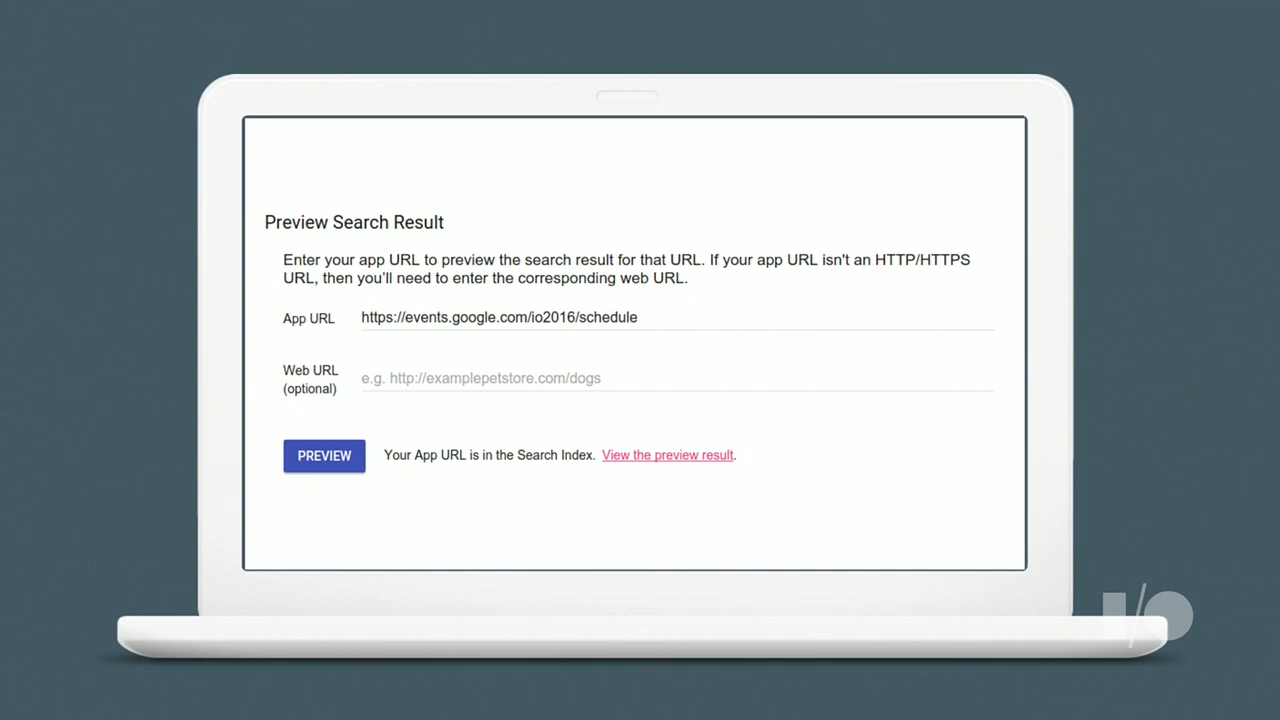 Preview Search Result
Enter your app URL to preview the search result for that URL. If your app URL isn't an HTTP/HTTPS
URL, then you'll need to enter the corresponding web URL.
App URL https://events.google.com/io2016/schedule
Web URL
(optional) e.g. http://examplepetstore.com/dogs
PREVIEW Your App URL is in the Search Index. View the preview result.
I/O